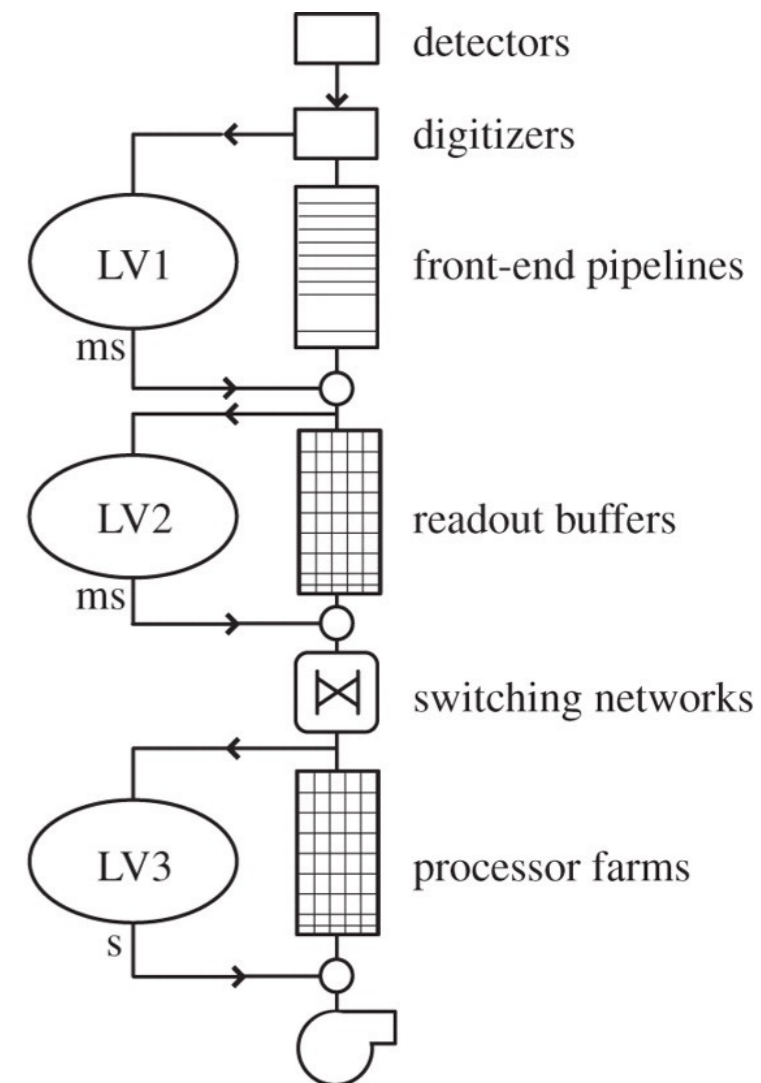 detectors
digitizers
LV1
front-end pipelines
ms
LV2
readout buffers
ms
switching networks
LV3
processor farms
s